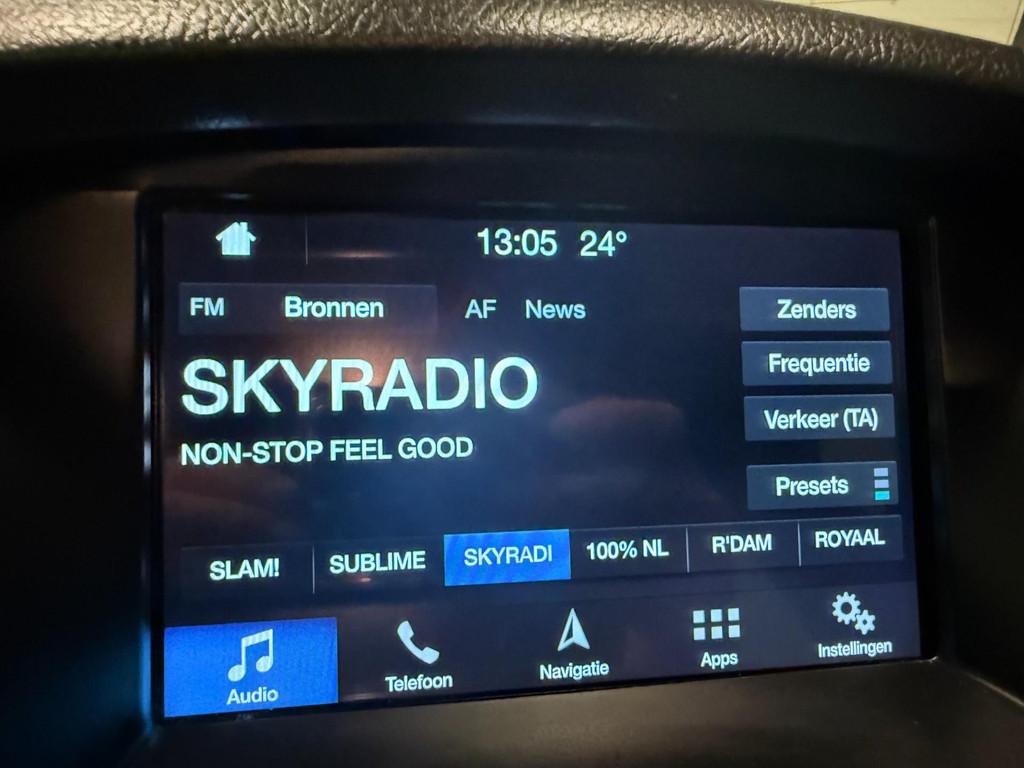 13:05 24°
FM Bronnen AF News
Zenders
SKYRADIO
Frequentie
NON-STOP FEEL GOOD
Verkeer (TA)
Presets
SLAM! SUBLIME SKYRADI 100% NL R'DAM ROYAAL
Audio Telefoon Navigatie Apps Instellingen